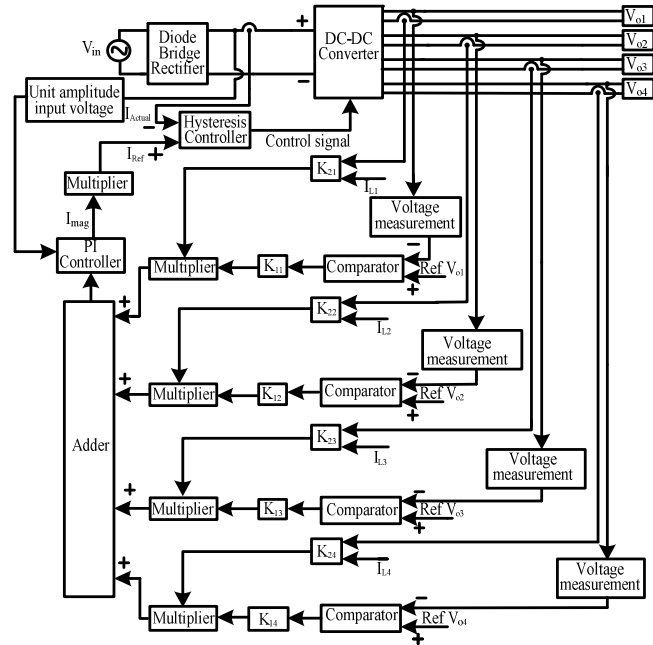 V_in
Diode
Bridge
Rectifier
+
−
DC-DC
Converter
V_o1
V_o2
V_o3
V_o4
Unit amplitude
input voltage
I_Actual
−
Hysteresis
Controller
Control signal
I_Ref
+
Multiplier
I_mag
PI
Controller
Adder
K_21
I_L1
Voltage
measurement
−
Multiplier
K_11
Comparator
Ref V_o1
+
+
K_22
I_L2
Voltage
measurement
−
+
Multiplier
K_12
Comparator
Ref V_o2
+
K_23
I_L3
Voltage
measurement
−
+
Multiplier
K_13
Comparator
Ref V_o3
+
K_24
I_L4
Voltage
measurement
−
+
Multiplier
K_14
Comparator
Ref V_o4
+